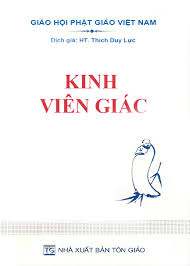 GIÁO HỘI PHẬT GIÁO VIỆT NAM
Dịch giả: HT. Thích Duy Lực
KINH
VIÊN GIÁC
TG NHÀ XUẤT BẢN TÔN GIÁO